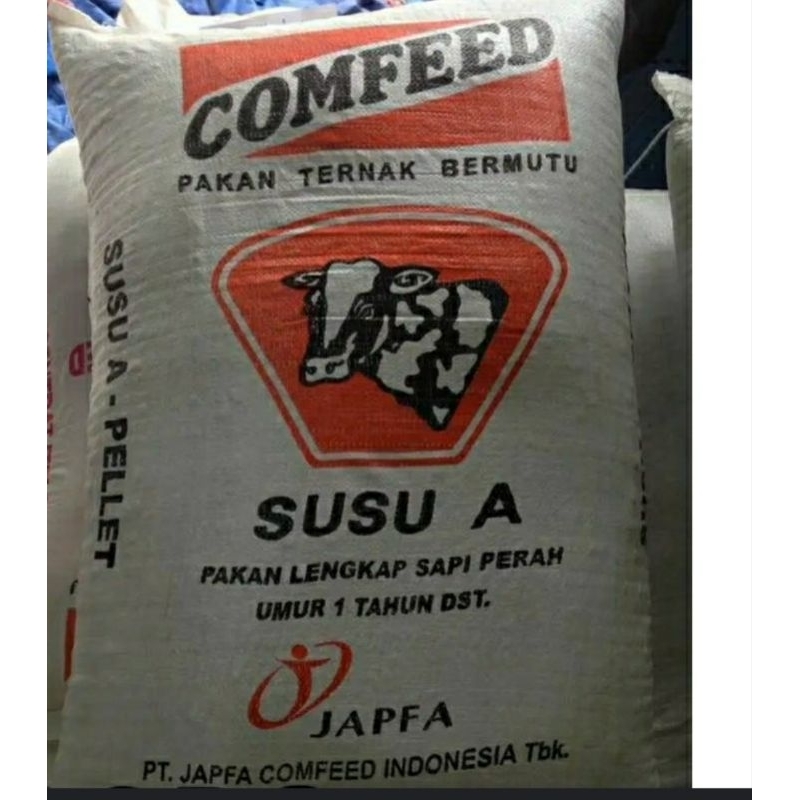 COMFEED
PAKAN TERNAK BERMUTU
SUSU A - PELLET
SUSU A
PAKAN LENGKAP SAPI PERAH
UMUR 1 TAHUN DST.
JAPFA
PT. JAPFA COMFEED INDONESIA Tbk.